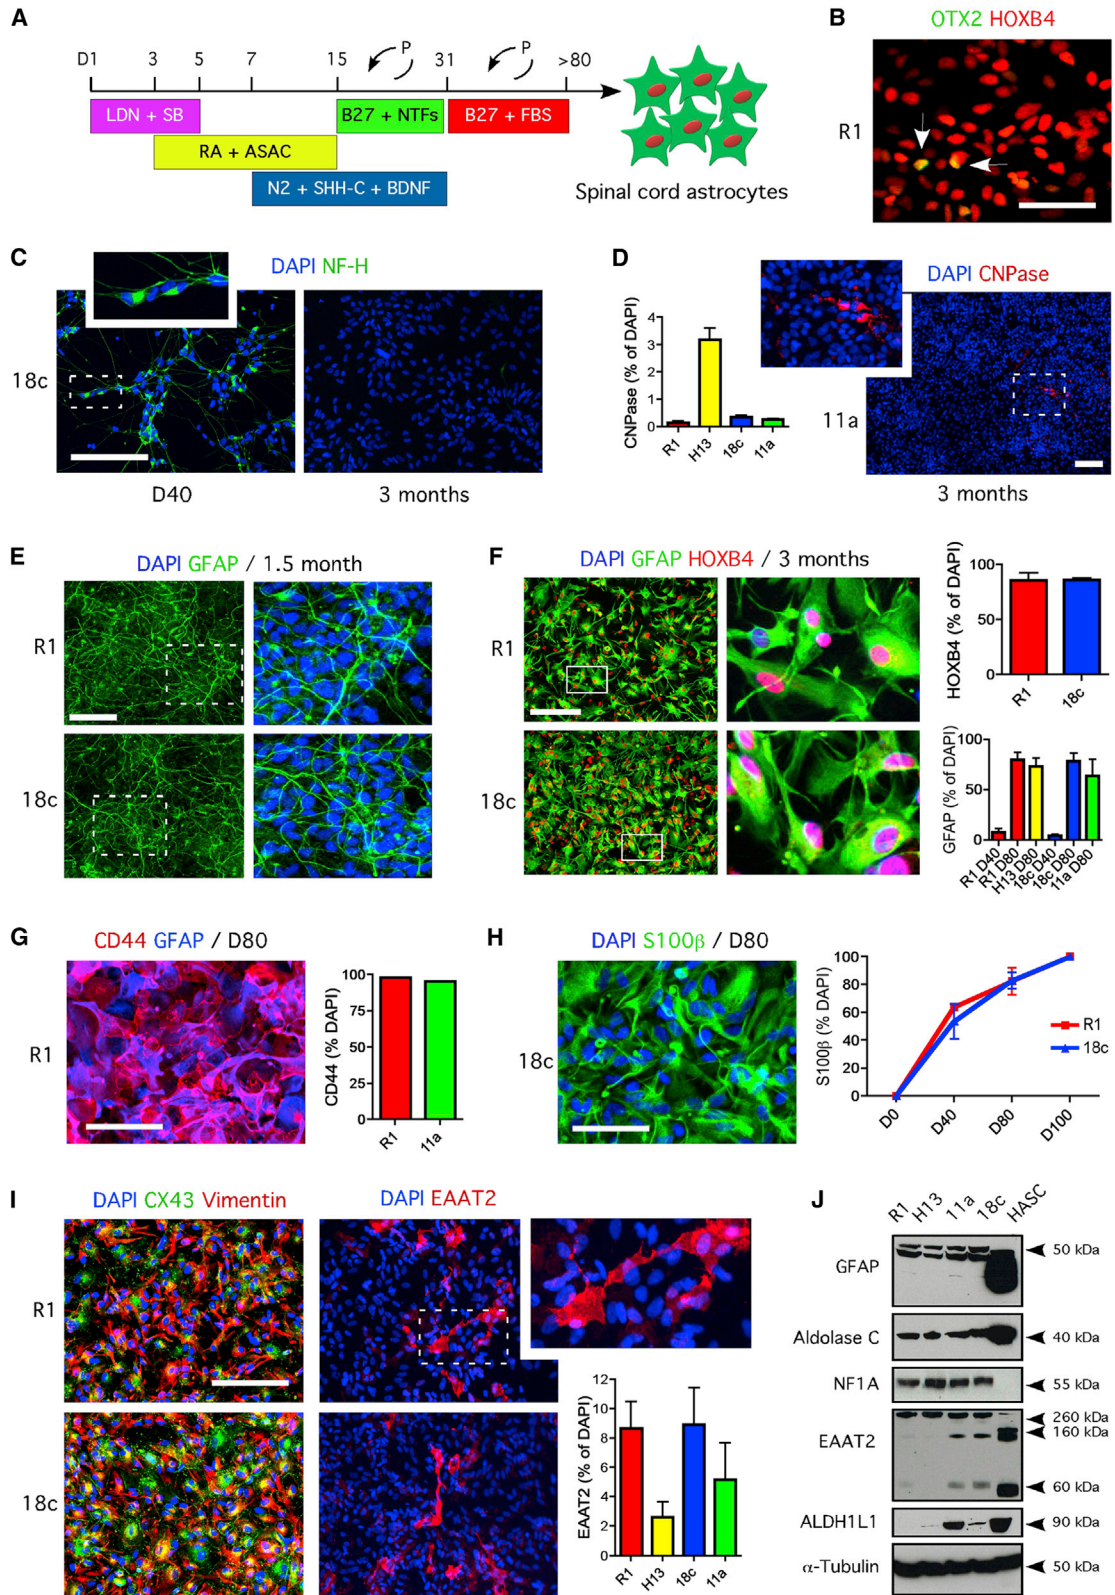 A
D1 3 5 7 15 P 31 P >80
LDN + SB
B27 + NTFs
B27 + FBS
RA + ASAC
N2 + SHH-C + BDNF
Spinal cord astrocytes
B
OTX2 HOXB4
R1
C
DAPI NF-H
18c
D40
3 months
D
DAPI CNPase
CNPase (% of DAPI)
4
3
2
1
0
R1 H13 18c 11a
11a
3 months
E
DAPI GFAP / 1.5 month
R1
18c
F
DAPI GFAP HOXB4 / 3 months
R1
18c
HOXB4 (% of DAPI)
100
50
0
R1 18c
GFAP (% of DAPI)
100
50
0
R1 D40 R1 D80 H13 D80 18c D40 18c D80 11a D80
G
CD44 GFAP / D80
R1
CD44 (% DAPI)
100
75
50
25
0
R1 11a
H
DAPI S100β / D80
18c
S100β (% DAPI)
100
80
60
40
20
0
D0 D40 D80 D100
R1
18c
I
DAPI CX43 Vimentin
DAPI EAAT2
R1
18c
EAAT2 (% of DAPI)
12
10
8
6
4
2
0
R1 H13 18c 11a
J
R1 H13 11a 18c HASC
GFAP
50 kDa
Aldolase C
40 kDa
NF1A
55 kDa
EAAT2
260 kDa
160 kDa
60 kDa
ALDH1L1
90 kDa
α-Tubulin
50 kDa